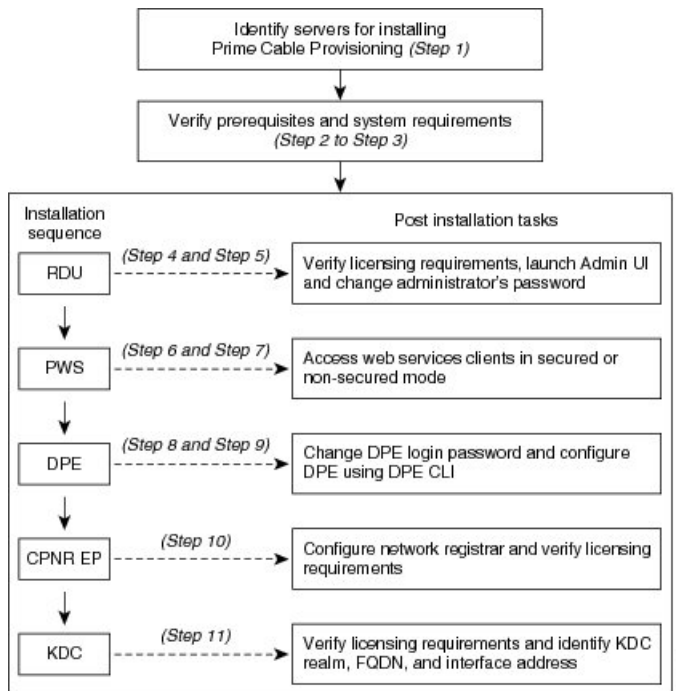 Identify servers for installing
Prime Cable Provisioning (Step 1)
Verify prerequisites and system requirements
(Step 2 to Step 3)
Installation
sequence
Post installation tasks
RDU
(Step 4 and Step 5)
Verify licensing requirements, launch Admin UI
and change administrator's password
PWS
(Step 6 and Step 7)
Access web services clients in secured or
non-secured mode
DPE
(Step 8 and Step 9)
Change DPE login password and configure
DPE using DPE CLI
CPNR EP
(Step 10)
Configure network registrar and verify licensing
requirements
KDC
(Step 11)
Verify licensing requirements and identify KDC
realm, FQDN, and interface address